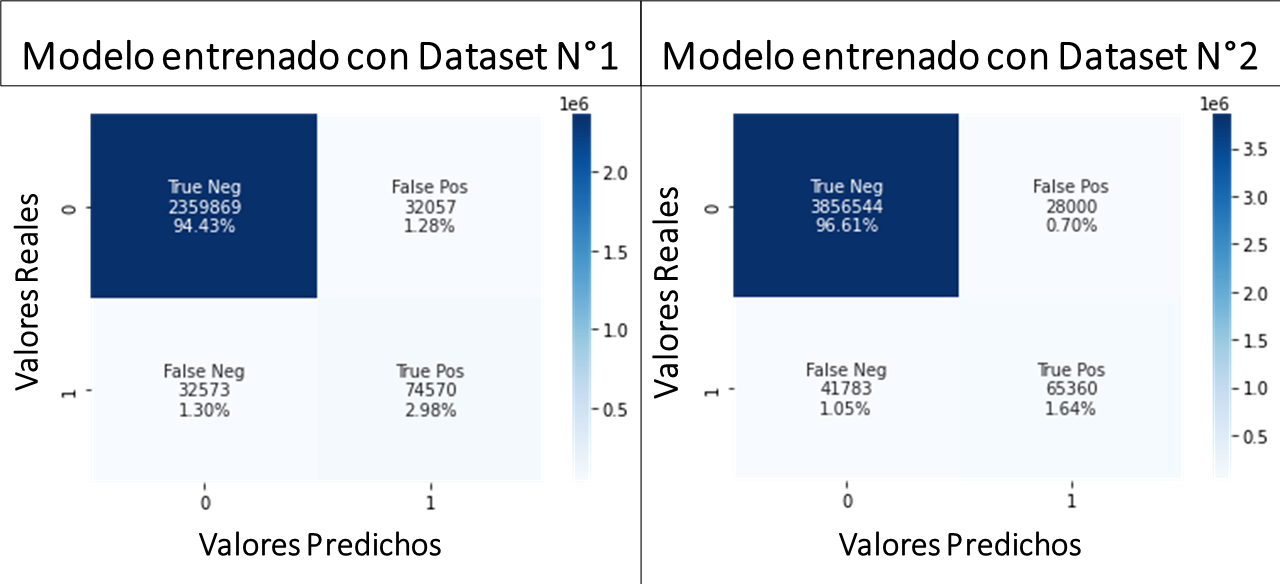 Modelo entrenado con Dataset N°1
1e6
True Neg
2359869
94.43%
False Pos
32057
1.28%
False Neg
32573
1.30%
True Pos
74570
2.98%
0
1
Valores Reales
0
1
Valores Predichos
2.0
1.5
1.0
0.5
Modelo entrenado con Dataset N°2
1e6
True Neg
3856544
96.61%
False Pos
28000
0.70%
False Neg
41783
1.05%
True Pos
65360
1.64%
0
1
Valores Reales
0
1
Valores Predichos
3.5
3.0
2.5
2.0
1.5
1.0
0.5